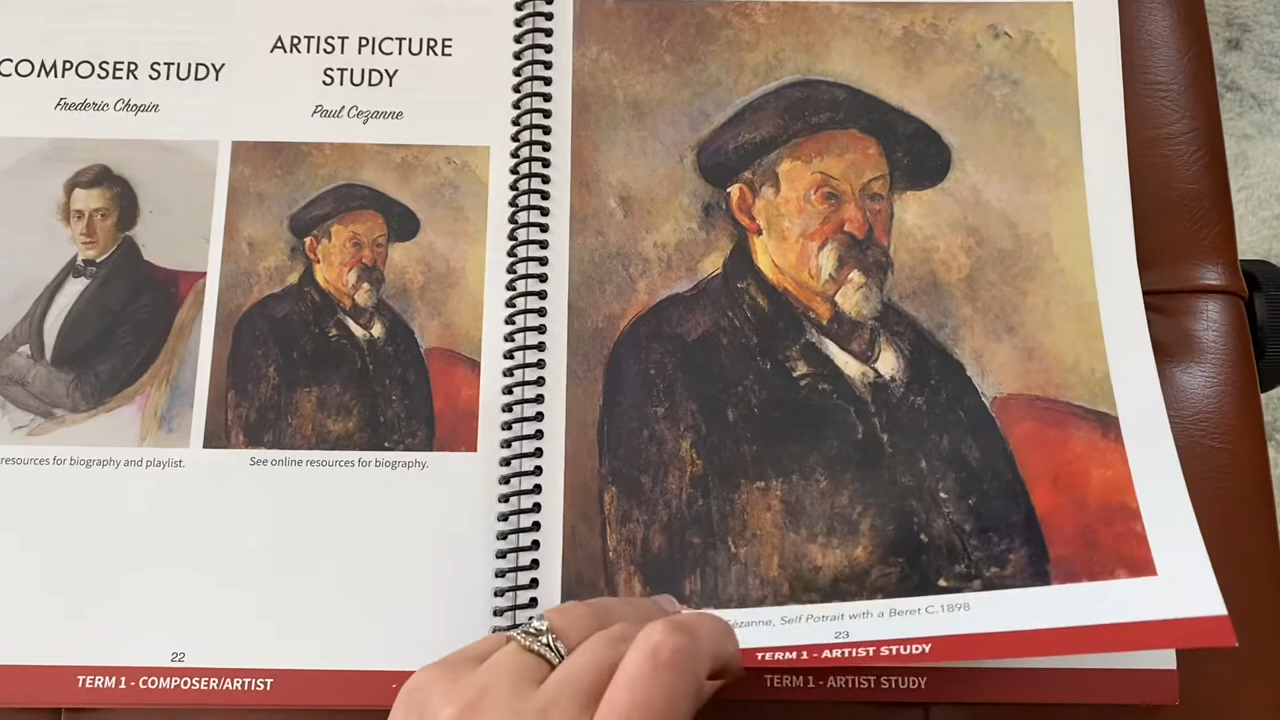 COMPOSER STUDY
Frederic Chopin
resources for biography and playlist.
ARTIST PICTURE
STUDY
Paul Cezanne
See online resources for biography.
22
TERM 1 - COMPOSER/ARTIST
Cézanne, Self Potrait with a Beret C.1898
23
TERM 1 - ARTIST STUDY
TERM 1 - ARTIST STUDY